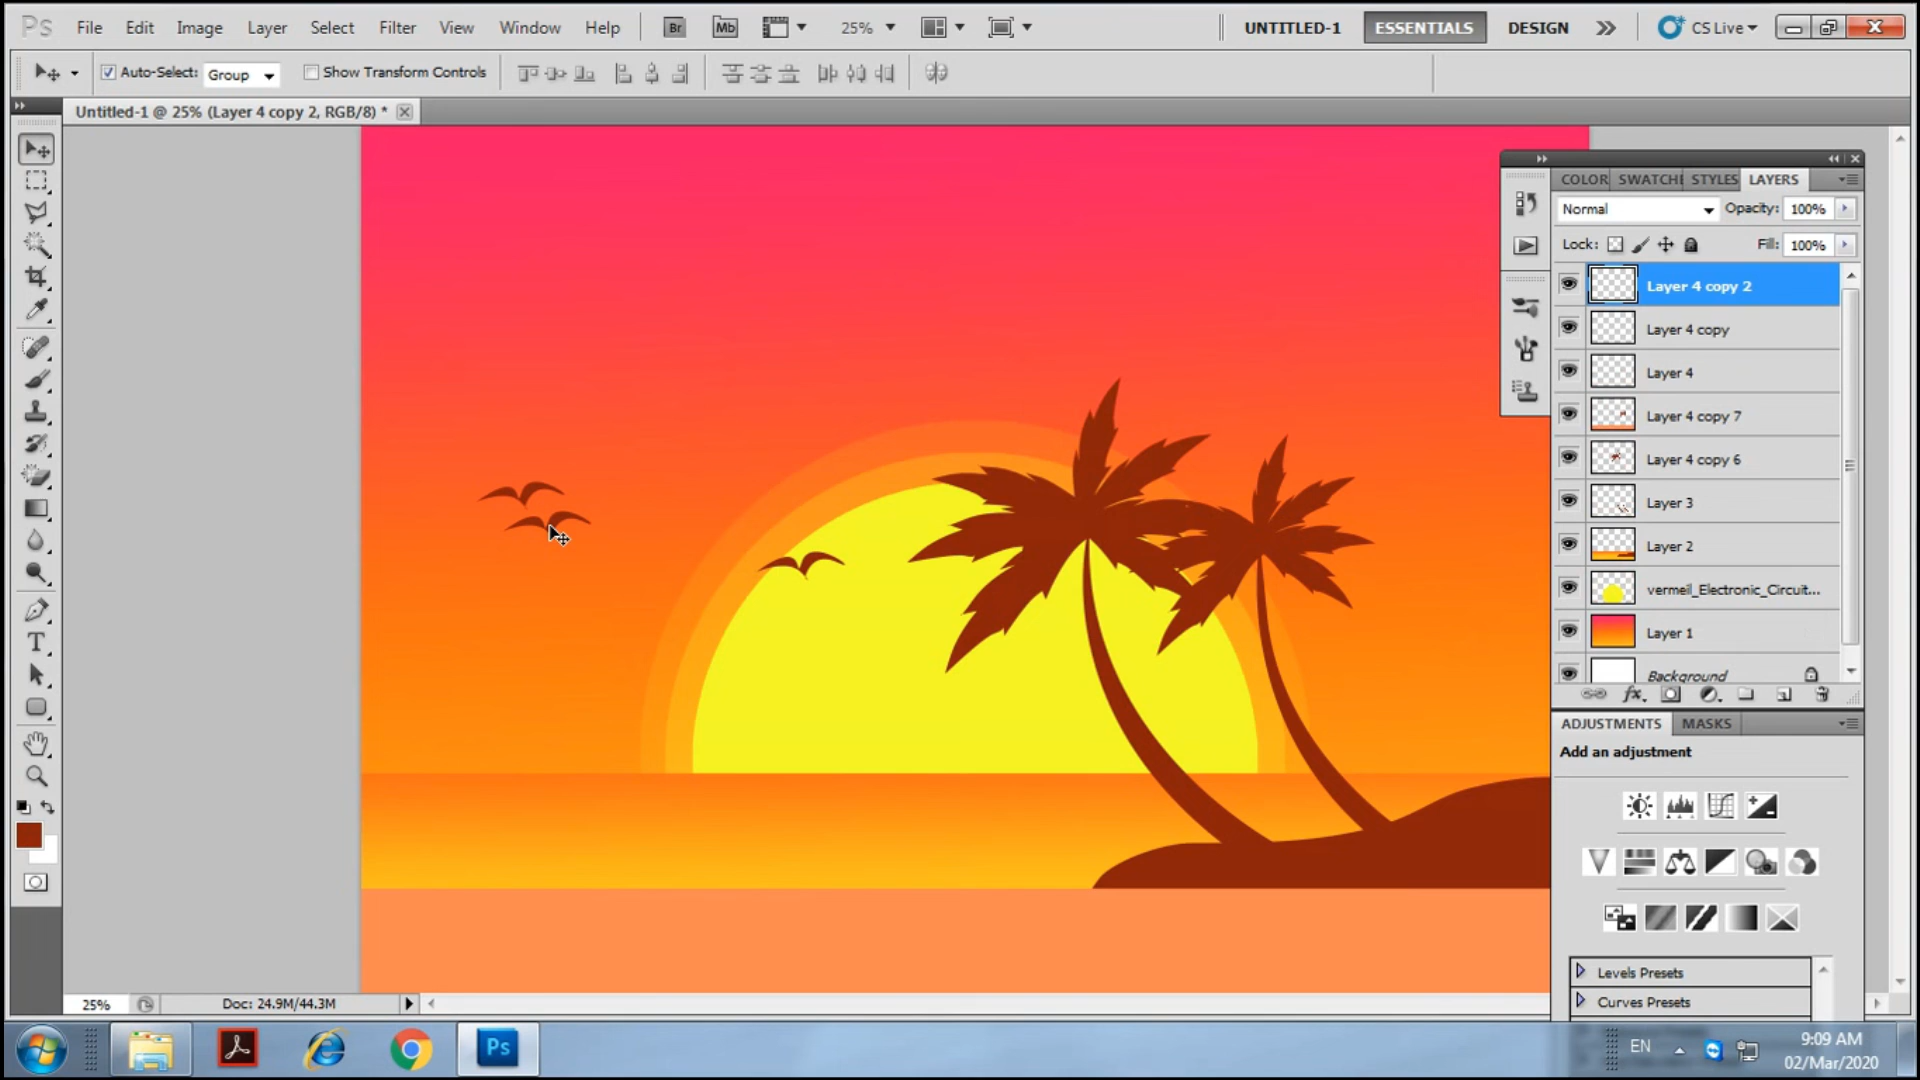 Ps File Edit Image Layer Select Filter View Window Help Br Mb 25% UNTITLED-1 ESSENTIALS DESIGN CS Live
Auto-Select: Group Show Transform Controls
Untitled-1 @ 25% (Layer 4 copy 2, RGB/8) *
COLOR SWATCH STYLES LAYERS
Normal Opacity: 100%
Lock: Fill: 100%
Layer 4 copy 2
Layer 4 copy
Layer 4
Layer 4 copy 7
Layer 4 copy 6
Layer 3
Layer 2
vermeil_Electronic_Circuit...
Layer 1
Background
fx
ADJUSTMENTS MASKS
Add an adjustment
Levels Presets
Curves Presets
25% Doc: 24.9M/44.3M
Ps EN 9:09 AM
02/Mar/2020